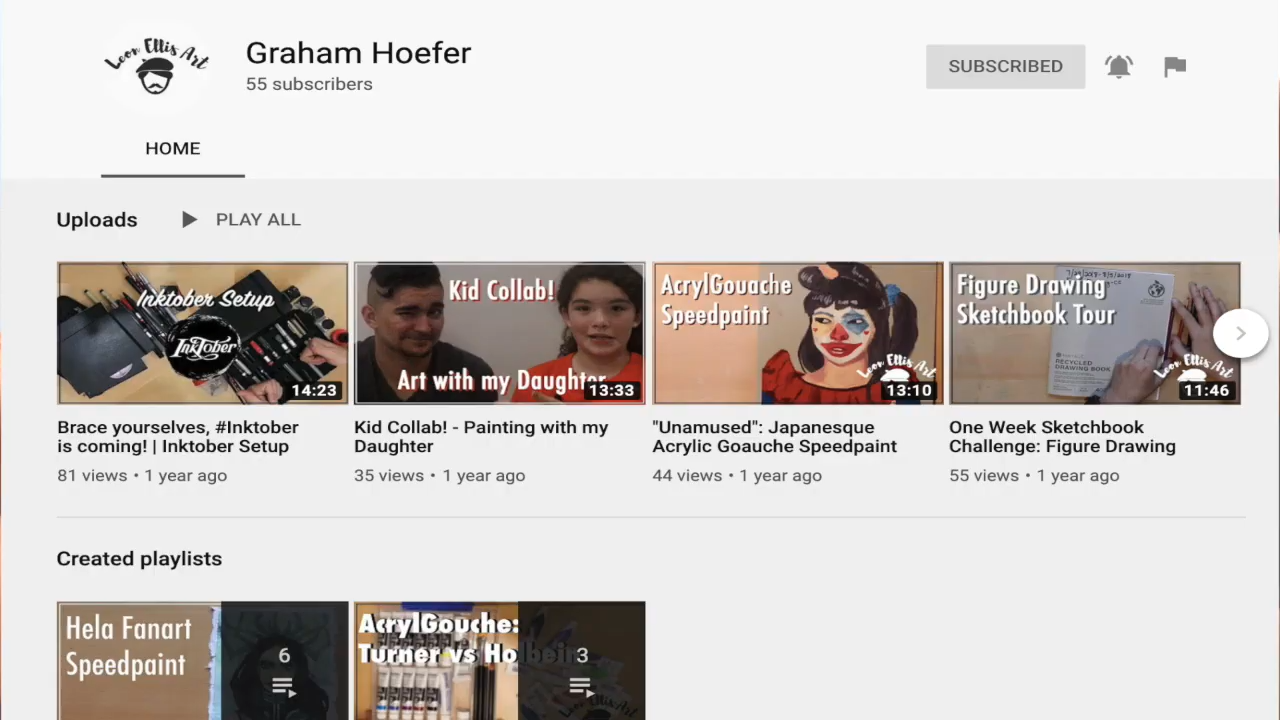 Leon Ellis Art
Graham Hoefer
55 subscribers
SUBSCRIBED
HOME
Uploads
PLAY ALL
Inktober Setup
InkTober
14:23
Kid Collab!
Art with my Daughter
13:33
AcrylGouache
Speedpaint
Leon Ellis Art
13:10
Figure Drawing
Sketchbook Tour
RECYCLED
DRAWING BOOK
Leon Ellis Art
11:46
Brace yourselves, #Inktober
is coming! | Inktober Setup
81 views • 1 year ago
Kid Collab! - Painting with my
Daughter
35 views • 1 year ago
"Unamused": Japanesque
Acrylic Goauche Speedpaint
44 views • 1 year ago
One Week Sketchbook
Challenge: Figure Drawing
55 views • 1 year ago
Created playlists
Hela Fanart
Speedpaint
6
AcrylGouche:
Turner vs Holbein
3
Leon Ellis Art